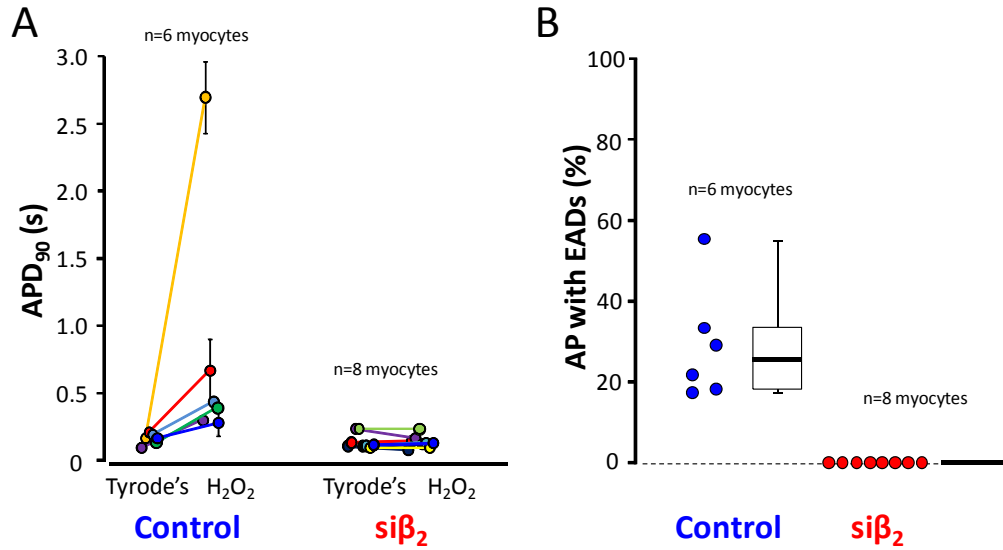 A
n=6 myocytes
3.0
2.5
2.0
1.5
1.0
0.5
0
APD₉₀ (s)
n=8 myocytes
Tyrode's H₂O₂ Tyrode's H₂O₂
Control siβ₂
B
100
80
60
40
20
0
AP with EADs (%)
n=6 myocytes
n=8 myocytes
Control siβ₂